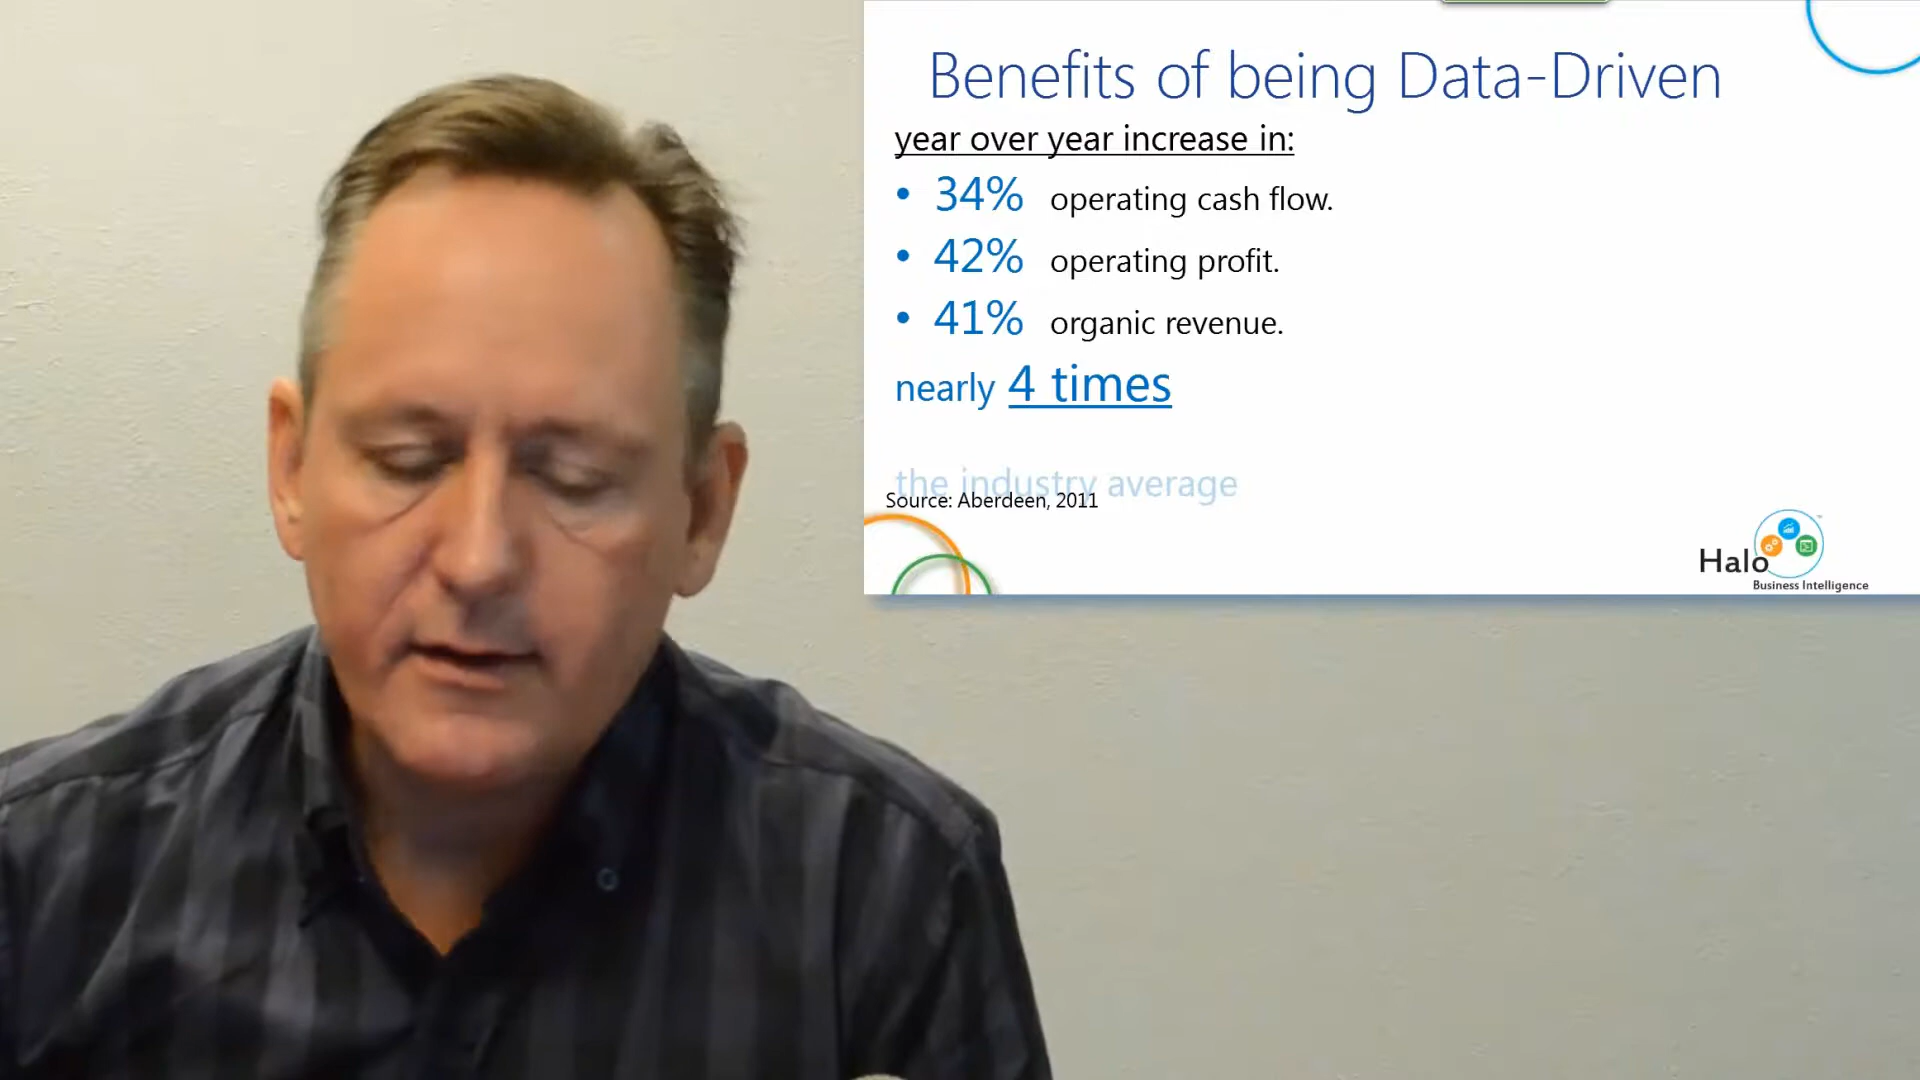 Benefits of being Data-Driven
year over year increase in:
• 34% operating cash flow.
• 42% operating profit.
• 41% organic revenue.
nearly 4 times
the industry average
Source: Aberdeen, 2011
Halo
Business Intelligence